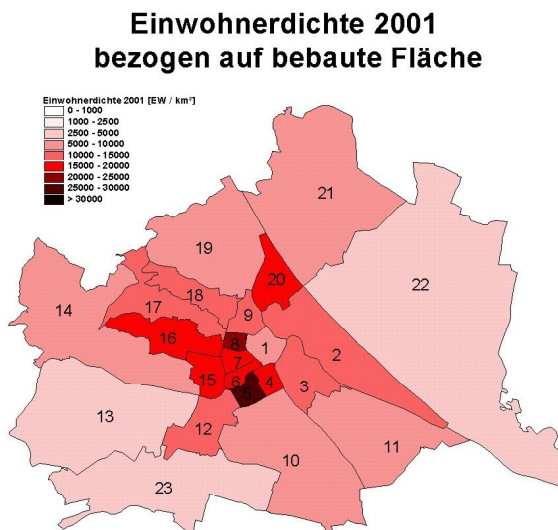 Einwohnerdichte 2001
bezogen auf bebaute Fläche
Einwohnerdichte 2001 [EW / km²]
0 - 1000
1000 - 2500
2500 - 5000
5000 - 10000
10000 - 15000
15000 - 20000
20000 - 25000
25000 - 30000
> 30000
21
19
22
20
14
18
17
9
16
8
1
2
7
15
6
4
5
3
13
12
11
10
23